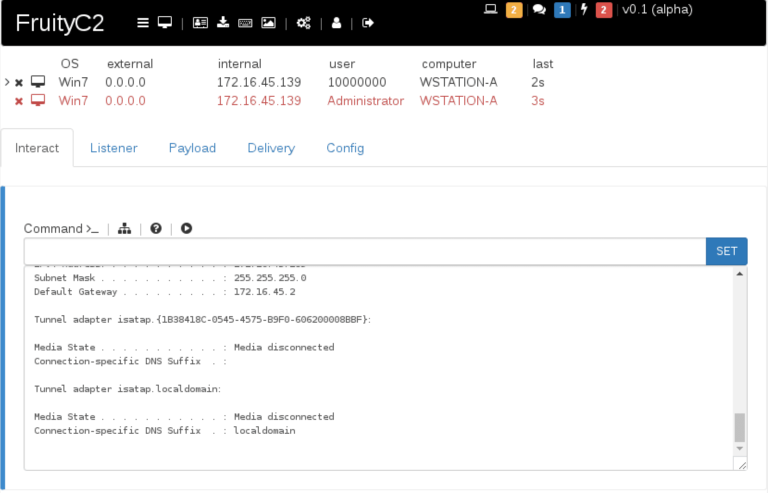 FruityC2
2 1 2 v0.1 (alpha)
OS external internal user computer last
Win7 0.0.0.0 172.16.45.139 10000000 WSTATION-A 2s
Win7 0.0.0.0 172.16.45.139 Administrator WSTATION-A 3s
Interact Listener Payload Delivery Config
Command >_
SET
Subnet Mask . . . . . . . . . . . : 255.255.255.0
Default Gateway . . . . . . . . . : 172.16.45.2
Tunnel adapter isatap.{1B38418C-0545-4575-B9F0-606200008BBF}:
Media State . . . . . . . . . . . : Media disconnected
Connection-specific DNS Suffix . :
Tunnel adapter isatap.localdomain:
Media State . . . . . . . . . . . : Media disconnected
Connection-specific DNS Suffix . : localdomain